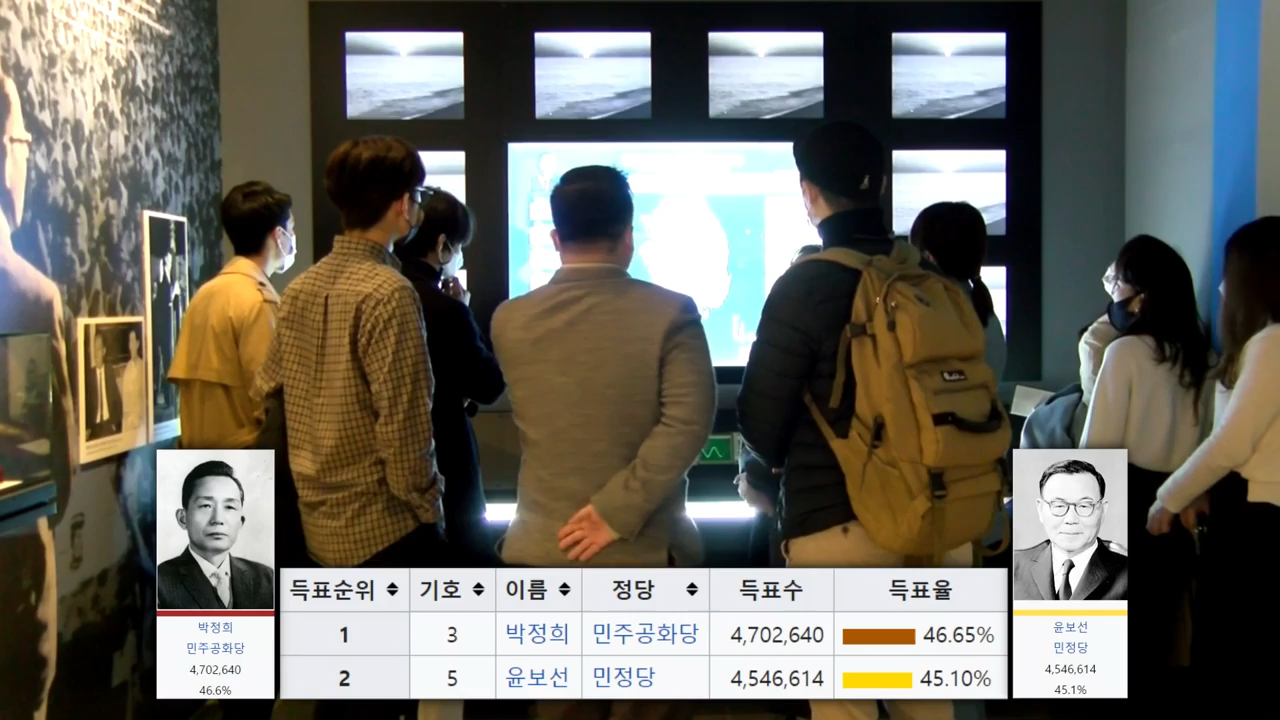 득표순위 기호 이름 정당 득표수 득표율
1 3 박정희 민주공화당 4,702,640 46.65%
2 5 윤보선 민정당 4,546,614 45.10%
박정희
민주공화당
4,702,640
46.6%
윤보선
민정당
4,546,614
45.1%